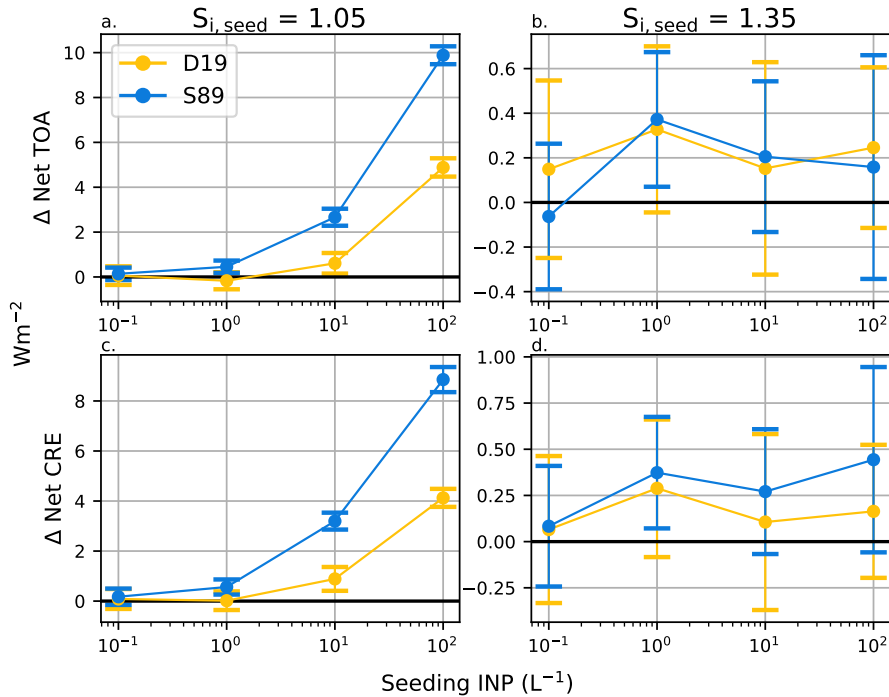 S_{i, seed} = 1.05
S_{i, seed} = 1.35
a.
b.
D19
S89
Δ Net TOA
10
8
6
4
2
0
0.6
0.4
0.2
0.0
−0.2
−0.4
10^{−1} 10^{0} 10^{1} 10^{2}
10^{−1} 10^{0} 10^{1} 10^{2}
Wm^{−2}
c.
d.
Δ Net CRE
8
6
4
2
0
1.00
0.75
0.50
0.25
0.00
−0.25
10^{−1} 10^{0} 10^{1} 10^{2}
10^{−1} 10^{0} 10^{1} 10^{2}
Seeding INP (L^{−1})